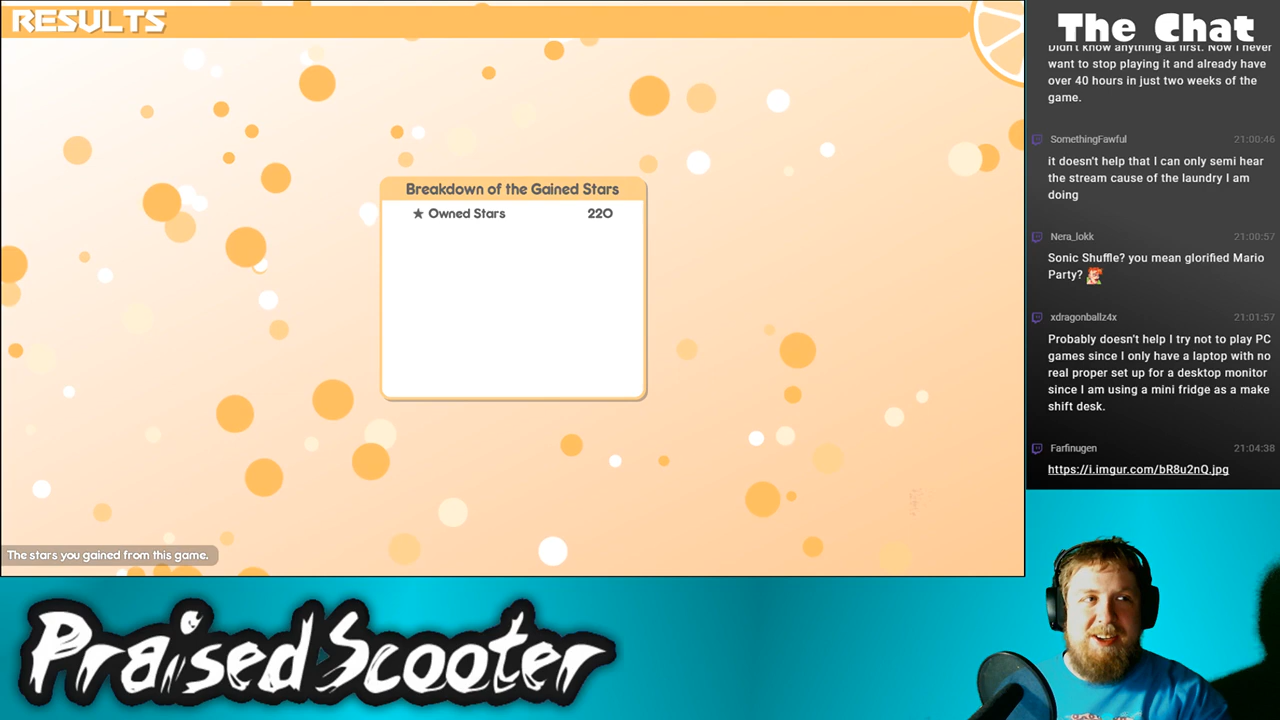 RESULTS
Breakdown of the Gained Stars
★ Owned Stars 220
The stars you gained from this game.
PraisedScooter
The Chat
Didn't know anything at first. Now I never
want to stop playing it and already have
over 40 hours in just two weeks of the
game.
SomethingFawful 21:00:46
it doesn't help that I can only semi hear
the stream cause of the laundry I am
doing
Nera_lokk 21:00:57
Sonic Shuffle? you mean glorified Mario
Party?
xdragonballz4x 21:01:57
Probably doesn't help I try not to play PC
games since I only have a laptop with no
real proper set up for a desktop monitor
since I am using a mini fridge as a make
shift desk.
Farfinugen 21:04:38
https://i.imgur.com/bR8u2nQ.jpg